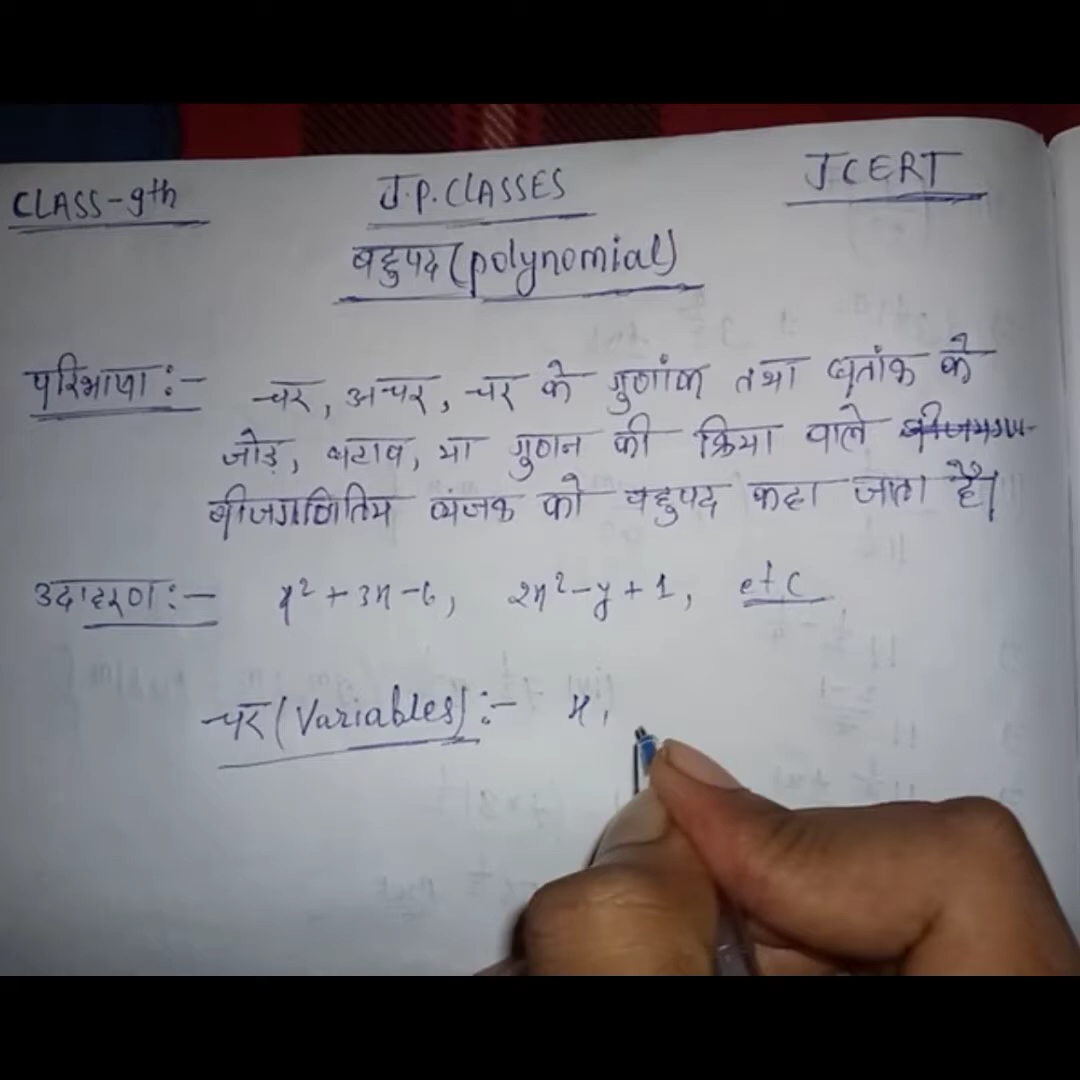 CLASS-9th
J.P. CLASSES
JCERT
बहुपद (polynomial)
परिभाषा :- चर, अचर, चर के गुणांक तथा घातांक के
जोड़, घटाव, या गुणन की क्रिया वाले
बीजगणितिय व्यंजक को बहुपद कहा जाता है।
उदाहरण :- x² + 3x - 6, 2x² - y + 1, etc
चर (Variables) :- x,